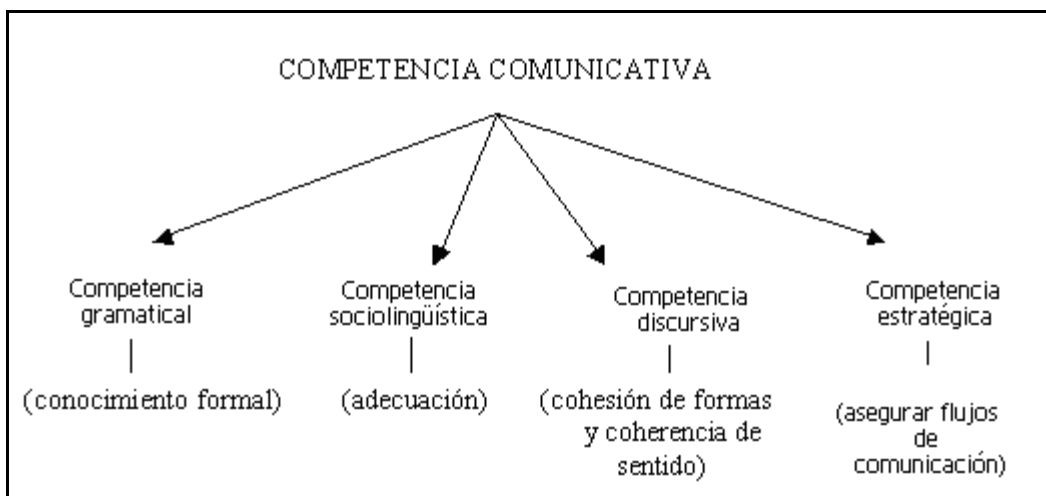 COMPETENCIA COMUNICATIVA
Competencia
gramatical
(conocimiento formal)
Competencia
sociolingüística
(adecuación)
Competencia
discursiva
(cohesión de formas
y coherencia de
sentido)
Competencia
estratégica
(asegurar flujos
de
comunicación)